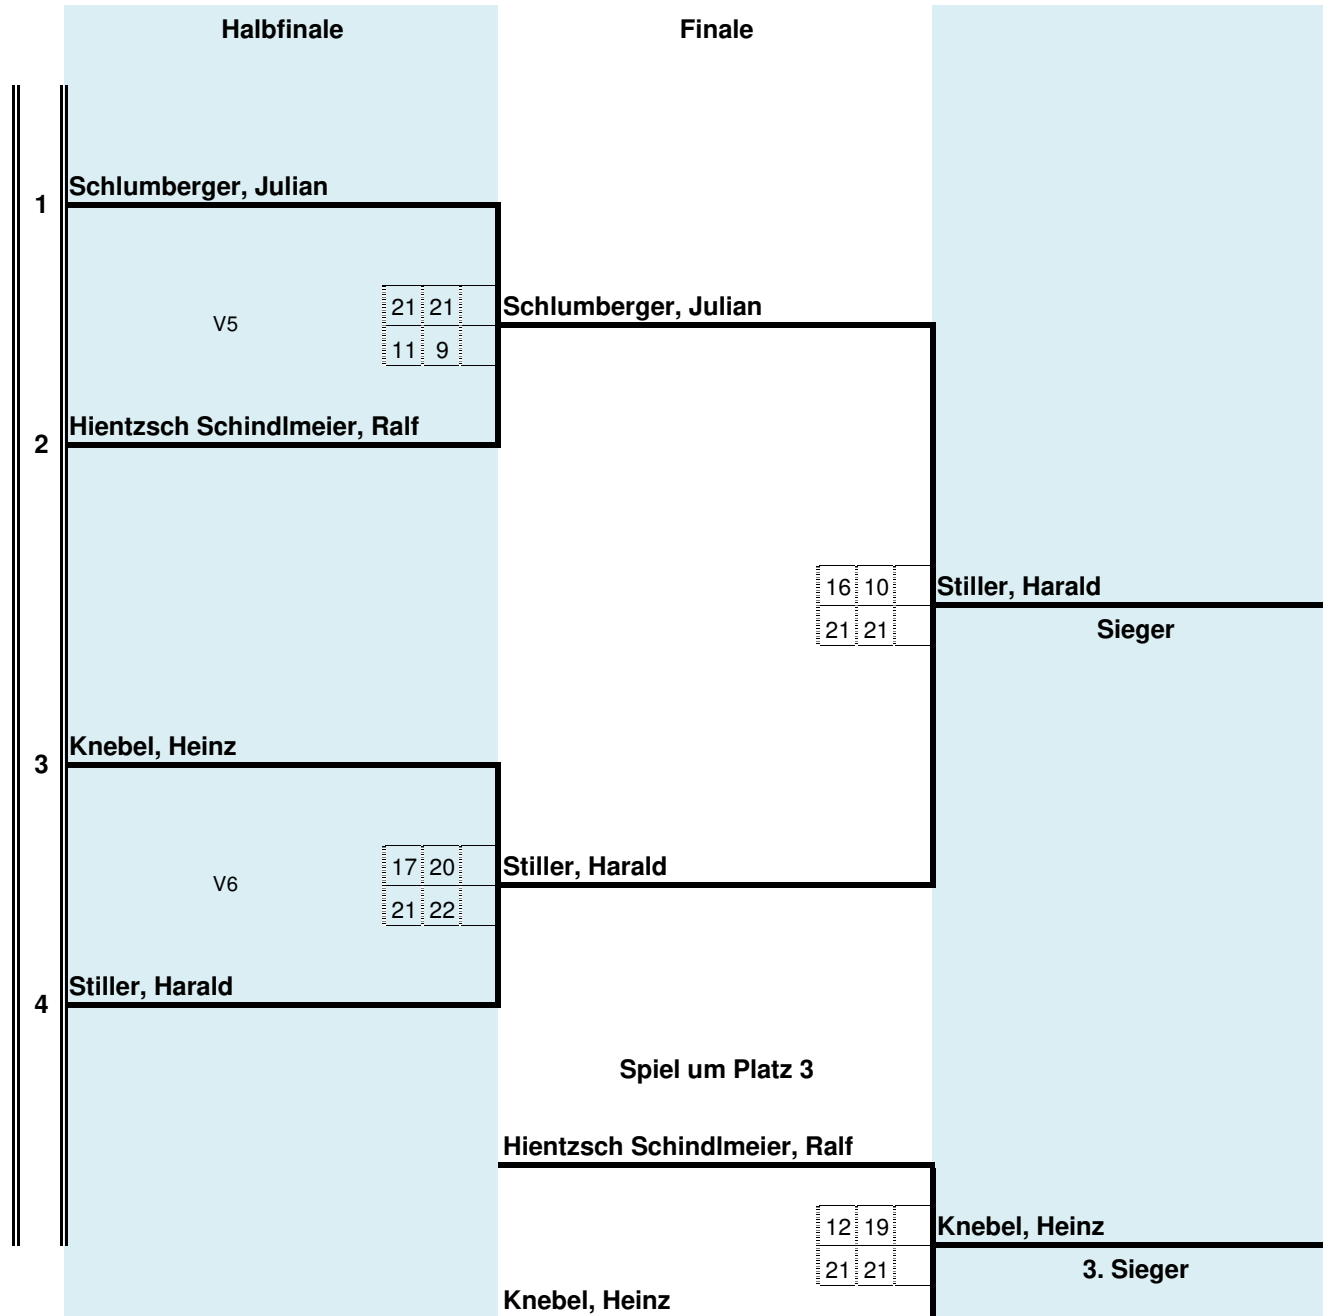 Halbfinale Finale
Schlumberger, Julian
1
21 21 Schlumberger, Julian
V5
11 9
Hientzsch Schindlmeier, Ralf
2
16 10 Stiller, Harald
21 21 Sieger
Knebel, Heinz
3
17 20 Stiller, Harald
V6
21 22
Stiller, Harald
4
Spiel um Platz 3
Hientzsch Schindlmeier, Ralf
12 19 Knebel, Heinz
21 21 3. Sieger
Knebel, Heinz